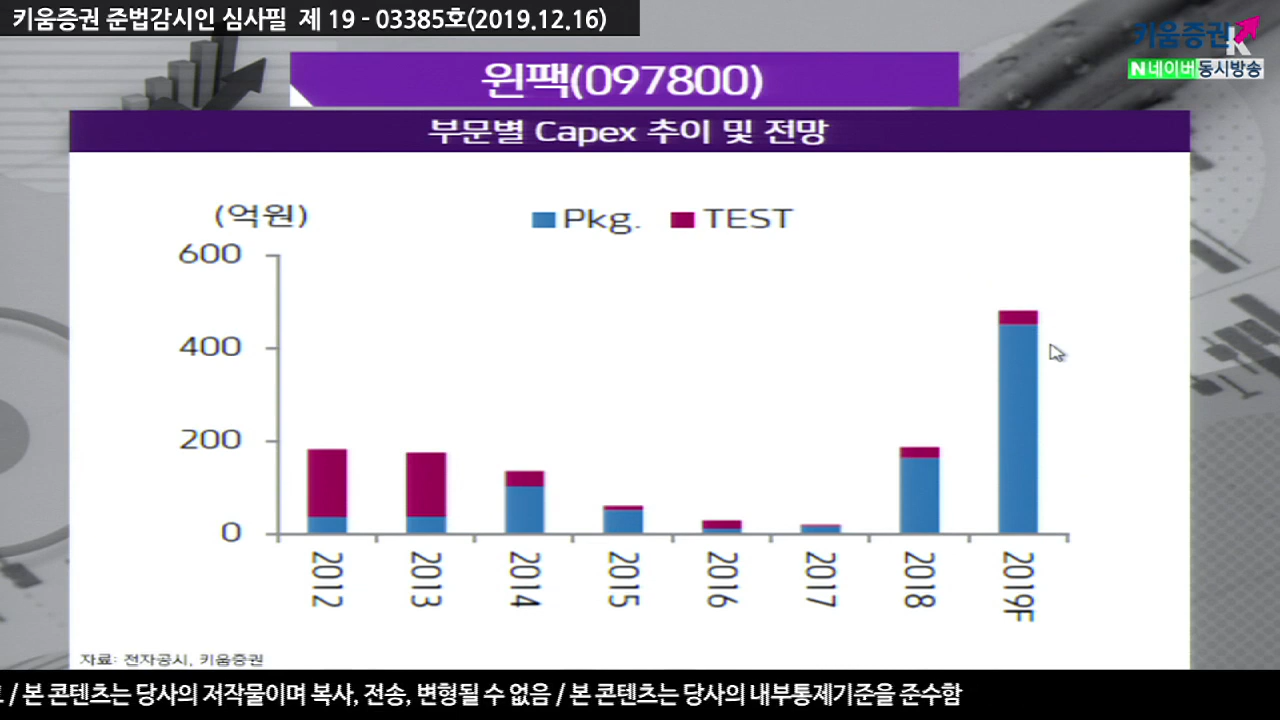 키움증권 준법감시인 심사필 제 19 - 03385호(2019.12.16)
키움증권
N 네이버 동시방송
윈팩(097800)
부문별 Capex 추이 및 전망
(억원)
Pkg. TEST
600
400
200
0
2012 2013 2014 2015 2016 2017 2018 2019F
자료: 전자공시, 키움증권
/ 본 콘텐츠는 당사의 저작물이며 복사, 전송, 변형될 수 없음 / 본 콘텐츠는 당사의 내부통제기준을 준수함